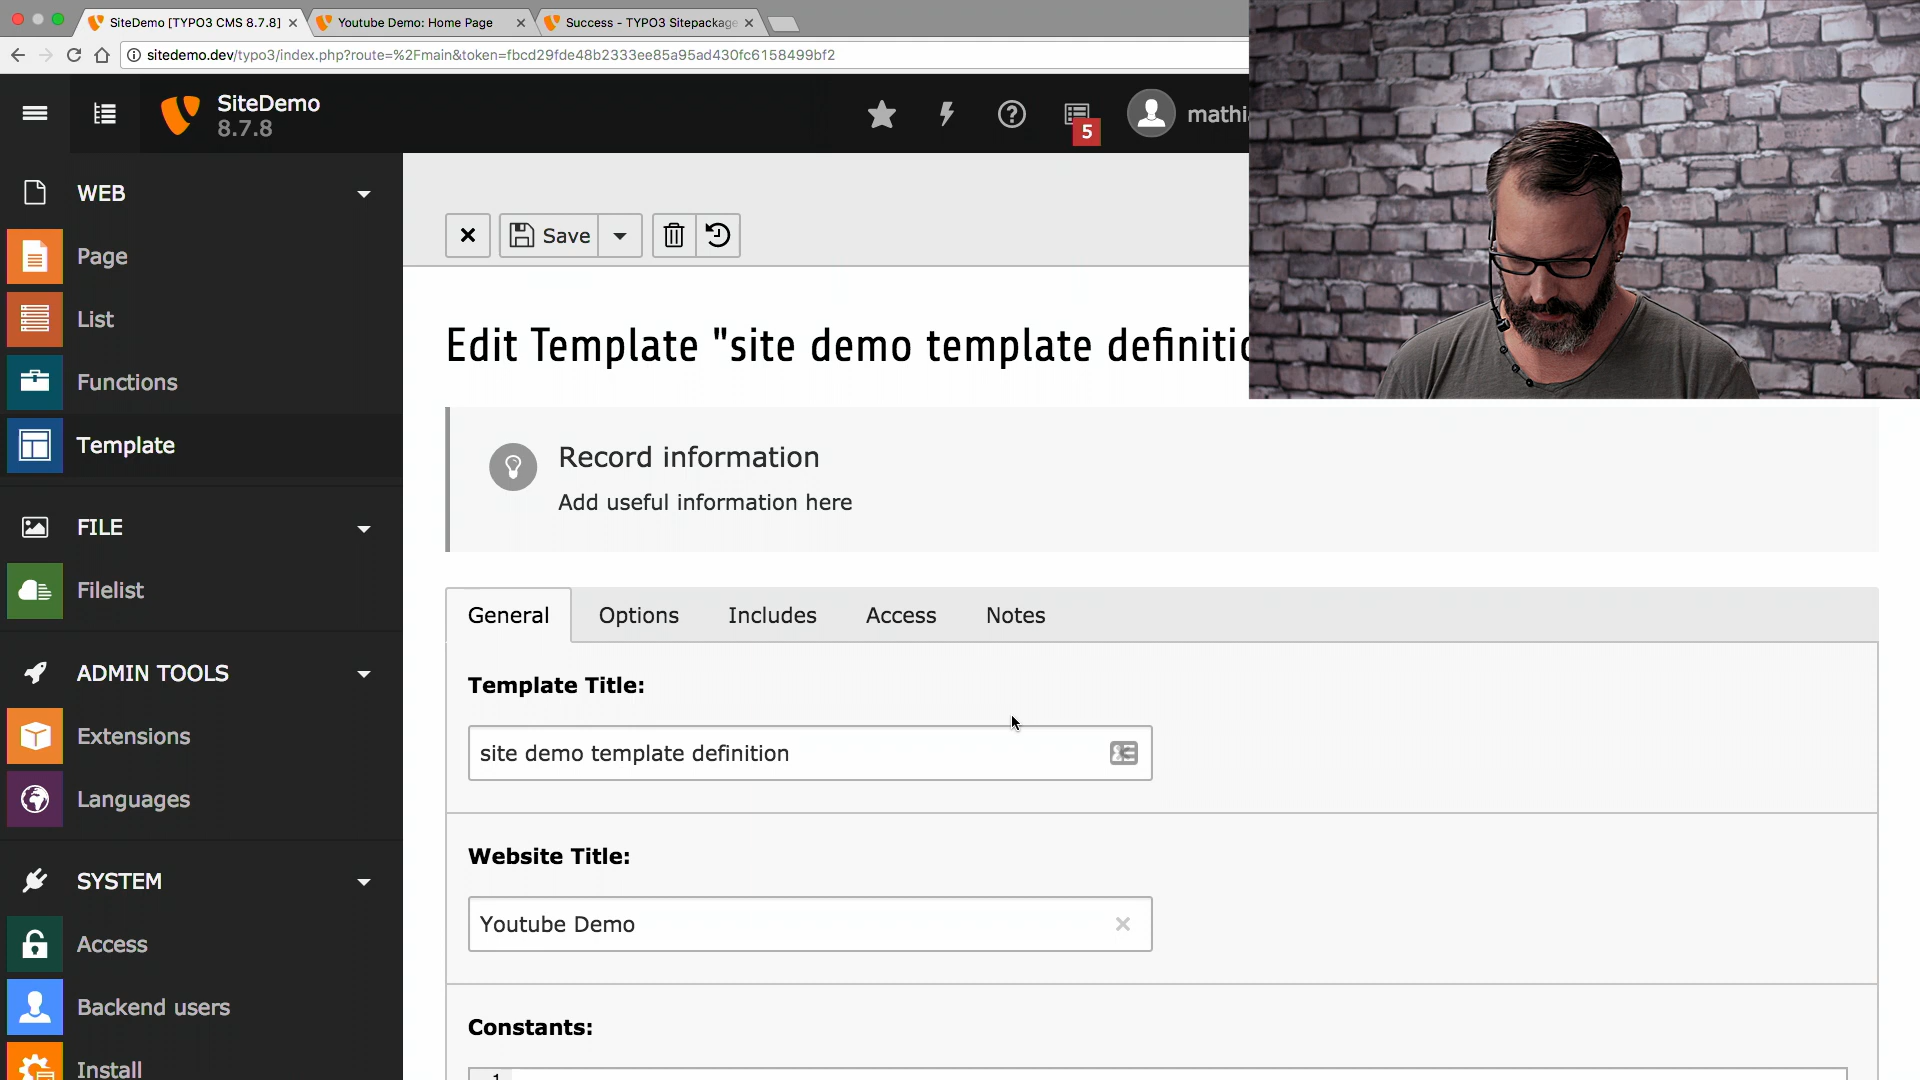 SiteDemo [TYPO3 CMS 8.7.8]
Youtube Demo: Home Page
Success - TYPO3 Sitepackage
sitedemo.dev/typo3/index.php?route=%2Fmain&token=fbcd29fde48b2333ee85a95ad430fc6158499bf2
SiteDemo
8.7.8
5
mathi
WEB
Page
List
Functions
Template
FILE
Filelist
ADMIN TOOLS
Extensions
Languages
SYSTEM
Access
Backend users
Install
Save
Edit Template "site demo template definitio
Record information
Add useful information here
General
Options
Includes
Access
Notes
Template Title:
site demo template definition
Website Title:
Youtube Demo
Constants:
1